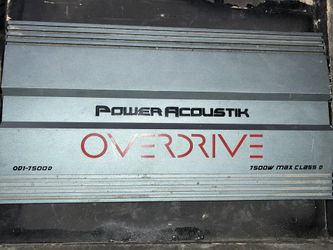 POWER ACOUSTIK
OVERDRIVE
OD1-7500D 7500W MAX CLASS D